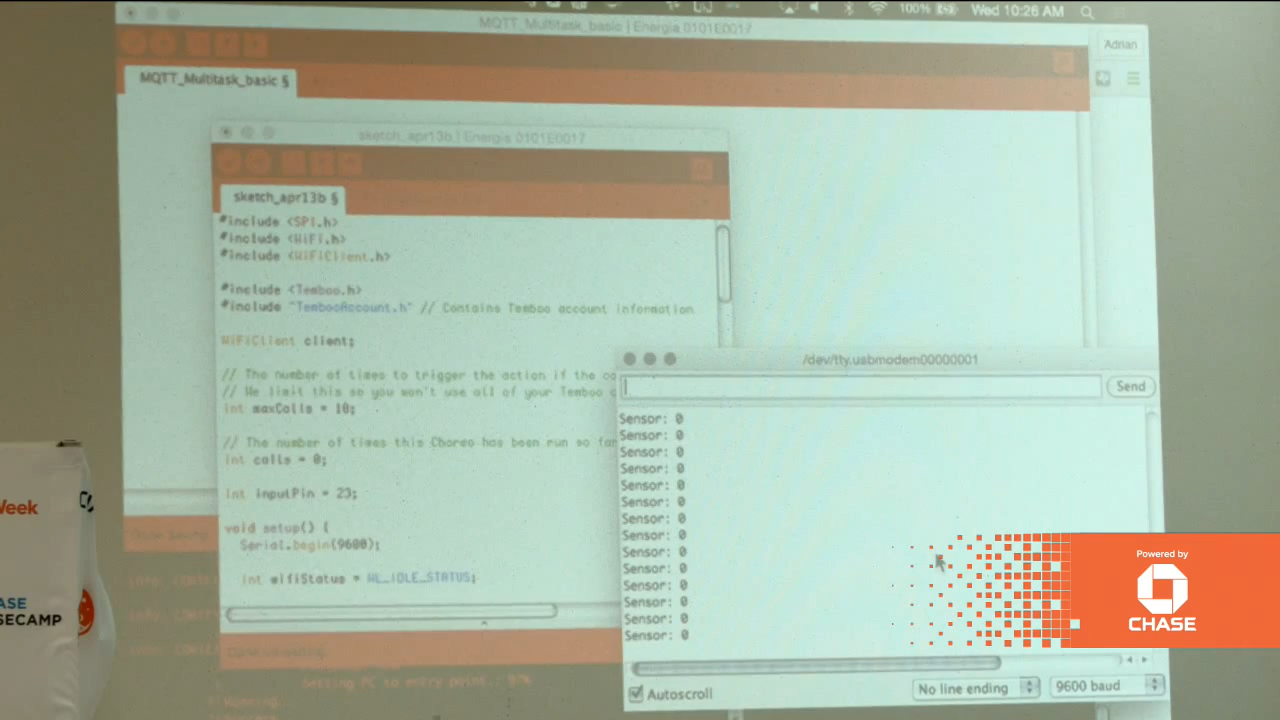 100%
Wed 10:26 AM
MQTT_Multitask_basic | Energia 0101E0017
Adrian
MQTT_Multitask_basic §
sketch_apr13b | Energia 0101E0017
sketch_apr13b §
#include <SPI.h>
#include <WiFi.h>
#include <WiFiClient.h>
#include <Temboo.h>
#include "TembooAccount.h" // Contains Temboo account information
WiFiClient client;
// The number of times to trigger the action if the co
// We limit this so you won't use all of your Temboo c
int maxCalls = 10;
// The number of times this Choreo has been run so far
int calls = 0;
int inputPin = 23;
void setup() {
Serial.begin(9600);
int wifiStatus = WL_IDLE_STATUS;
Done uploading.
Setting PC to entry point.: 97%
/dev/tty.usbmodem00000001
Send
Sensor: 0
Sensor: 0
Sensor: 0
Sensor: 0
Sensor: 0
Sensor: 0
Sensor: 0
Sensor: 0
Sensor: 0
Sensor: 0
Sensor: 0
Sensor: 0
Sensor: 0
Sensor: 0
Autoscroll
No line ending
9600 baud
Week
ASE
SECAMP
Powered by
CHASE